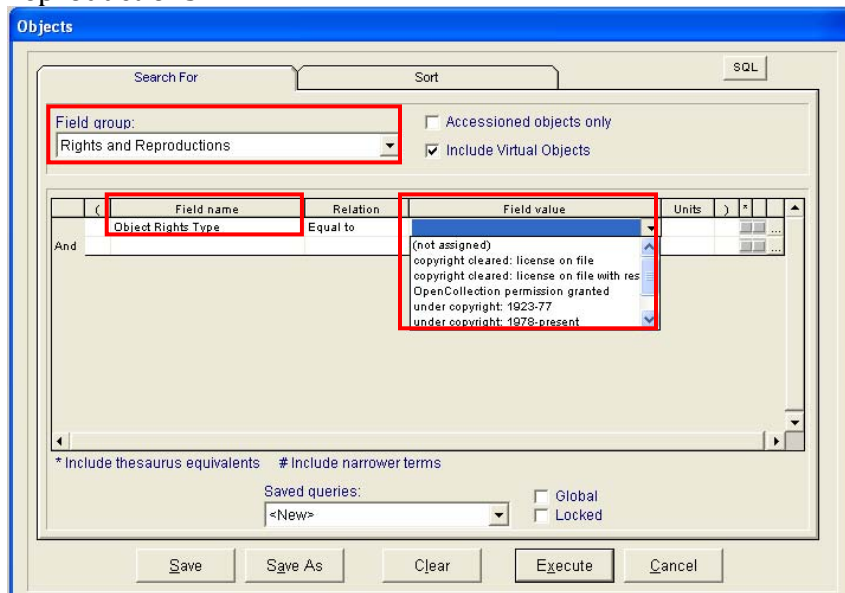 Objects
Search For
Sort
SQL
Field group:
Rights and Reproductions
Accessioned objects only
Include Virtual Objects
( Field name Relation Field value Units ) *
Object Rights Type Equal to ...
And ...
(not assigned)
copyright cleared: license on file
copyright cleared: license on file with res
OpenCollection permission granted
under copyright: 1923-77
under copyright: 1978-present
* Include thesaurus equivalents # Include narrower terms
Saved queries:
<New>
Global
Locked
Save Save As Clear Execute Cancel